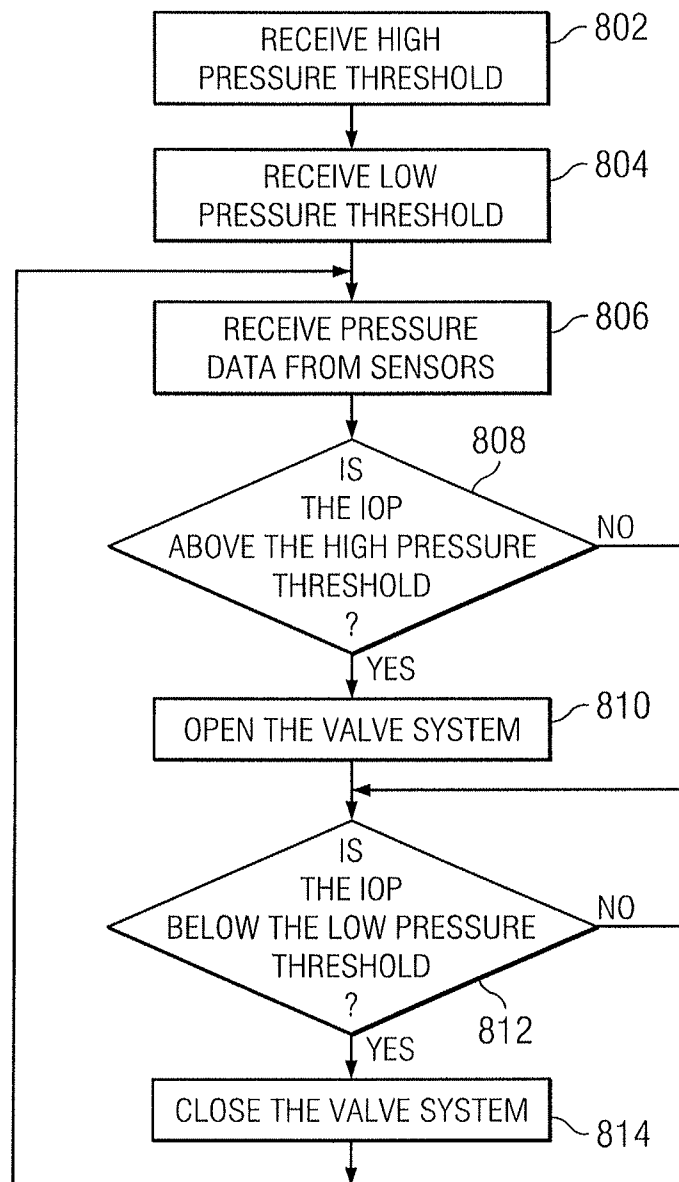 RECEIVE HIGH
PRESSURE THRESHOLD
802
RECEIVE LOW
PRESSURE THRESHOLD
804
RECEIVE PRESSURE
DATA FROM SENSORS
806
808
IS
THE IOP
ABOVE THE HIGH PRESSURE
THRESHOLD
?
NO
YES
OPEN THE VALVE SYSTEM
810
IS
THE IOP
BELOW THE LOW PRESSURE
THRESHOLD
?
NO
812
YES
CLOSE THE VALVE SYSTEM
814